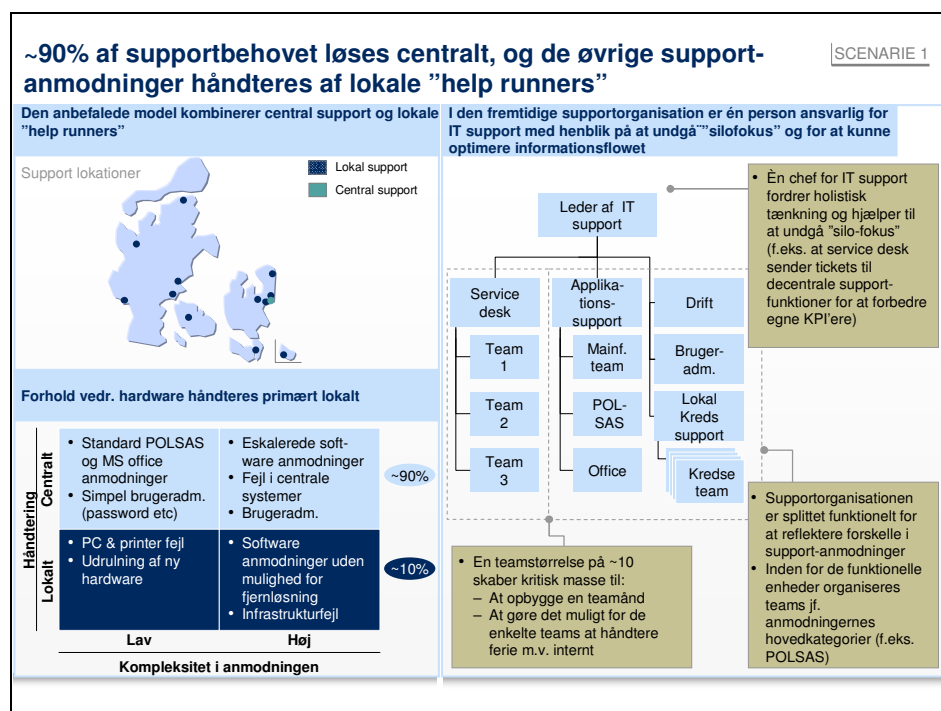 ~90% af supportbehovet løses centralt, og de øvrige support-
anmodninger håndteres af lokale ”help runners”
SCENARIE 1
Den anbefalede model kombinerer central support og lokale
”help runners”
Support lokationer
Lokal support
Central support
Forhold vedr. hardware håndteres primært lokalt
Håndtering
Centralt
Lokalt
• Standard POLSAS
og MS office
anmodninger
• Simpel brugeradm.
(password etc)
• Eskalerede soft-
ware anmodninger
• Fejl i centrale
systemer
• Brugeradm.
~90%
• PC & printer fejl
• Udrulning af ny
hardware
• Software
anmodninger uden
mulighed for
fjernløsning
• Infrastrukturfejl
~10%
Lav
Høj
Kompleksitet i anmodningen
I den fremtidige supportorganisation er én person ansvarlig for
IT support med henblik på at undgå¨”silofokus” og for at kunne
optimere informationsflowet
Leder af IT
support
Service
desk
Team
1
Team
2
Team
3
Applika-
tions-
support
Mainf.
team
POL-
SAS
Office
Drift
Bruger-
adm.
Lokal
Kreds
support
Kredse
team
• Èn chef for IT support
fordrer holistisk
tænkning og hjælper til
at undgå ”silo-fokus”
(f.eks. at service desk
sender tickets til
decentrale support-
funktioner for at forbedre
egne KPI’ere)
• En teamstørrelse på ~10
skaber kritisk masse til:
– At opbygge en teamånd
– At gøre det muligt for de
enkelte teams at håndtere
ferie m.v. internt
• Supportorganisationen
er splittet funktionelt for
at reflektere forskelle i
support-anmodninger
• Inden for de funktionelle
enheder organiseres
teams jf.
anmodningernes
hovedkategorier (f.eks.
POLSAS)